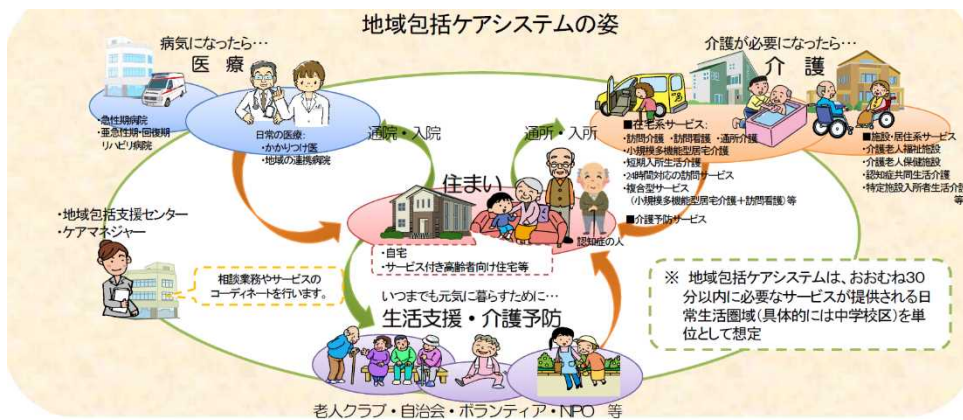 地域包括ケアシステムの姿
病気になったら…
医 療
・急性期病院
・亜急性期・回復期
リハビリ病院
日常の医療:
・かかりつけ医
・地域の連携病院
通院・入院
通所・入所
介護が必要になったら…
介 護
■在宅系サービス:
・訪問介護・訪問看護・通所介護
・小規模多機能型居宅介護
・短期入所生活介護
・24時間対応の訪問サービス
・複合型サービス
(小規模多機能型居宅介護+訪問看護)等
■介護予防サービス
■施設・居住系サービス
・介護老人福祉施設
・介護老人保健施設
・認知症共同生活介護
・特定施設入所者生活介護
等
住まい
・自宅
・サービス付き高齢者向け住宅等
認知症の人
・地域包括支援センター
・ケアマネジャー
相談業務やサービスの
コーディネートを行います。
いつまでも元気に暮らすために…
生活支援・介護予防
老人クラブ・自治会・ボランティア・NPO 等
※ 地域包括ケアシステムは、おおむね30
分以内に必要なサービスが提供される日
常生活圏域(具体的には中学校区)を単
位として想定